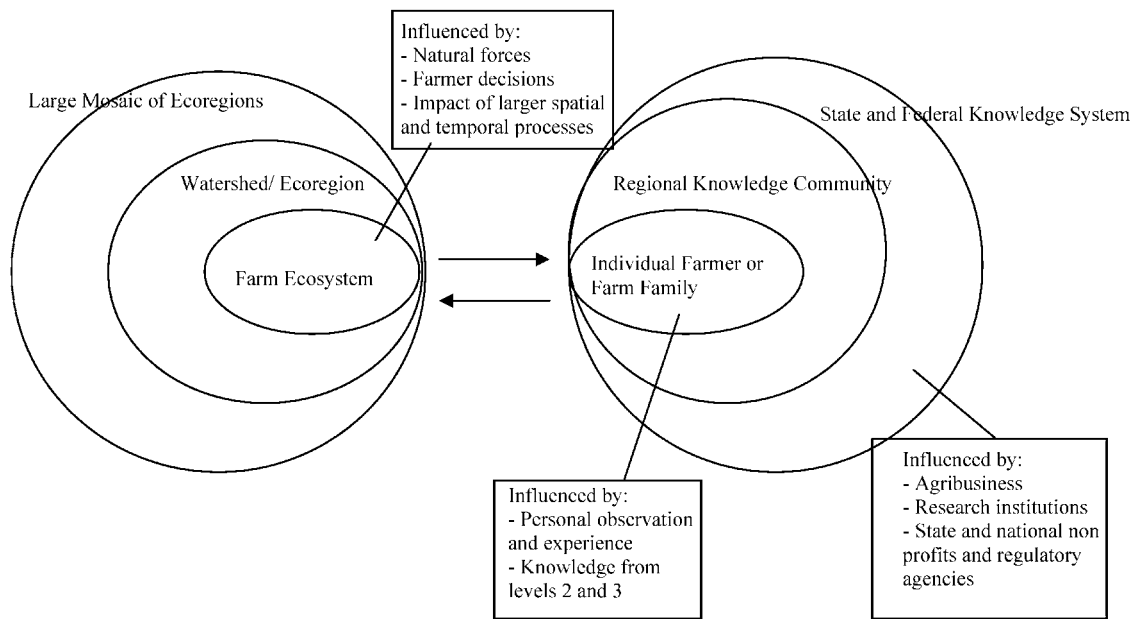 Influenced by:
- Natural forces
- Farmer decisions
- Impact of larger spatial
and temporal processes
Large Mosaic of Ecoregions
State and Federal Knowledge System
Watershed/ Ecoregion
Regional Knowledge Community
Farm Ecosystem
Individual Farmer or
Farm Family
Influenced by:
- Personal observation
and experience
- Knowledge from
levels 2 and 3
Influenced by:
- Agribusiness
- Research institutions
- State and national non
profits and regulatory
agencies